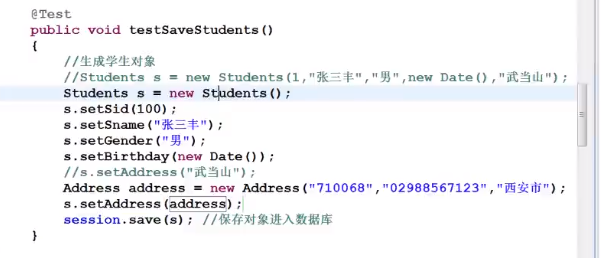 @Test
public void testSaveStudents()
{
//生成学生对象
//Students s = new Students(1,"张三丰","男",new Date(),"武当山");
Students s = new Students();
s.setSid(100);
s.setSname("张三丰");
s.setGender("男");
s.setBirthday(new Date());
//s.setAddress("武当山");
Address address = new Address("710068","02988567123","西安市");
s.setAddress(address);
session.save(s); //保存对象进入数据库
}